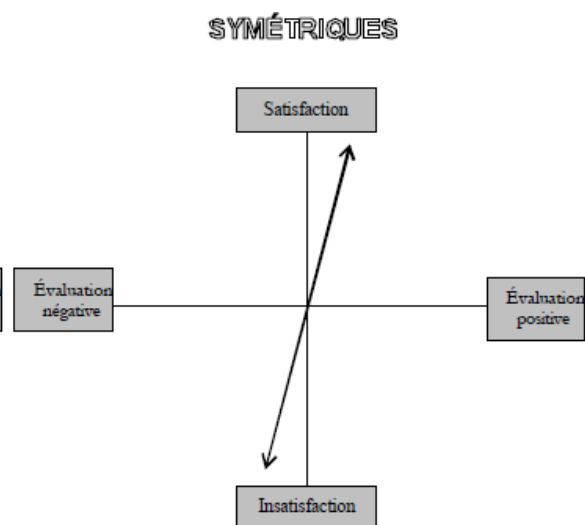 SYMÉTRIQUES
Satisfaction
Évaluation
négative
Évaluation
positive
Insatisfaction